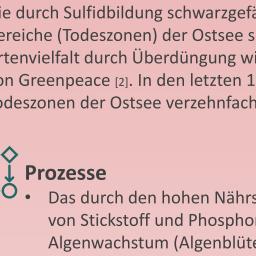 ie durch Sulfidbildung schwarzgefä
ereiche (Todeszonen) der Ostsee s
rtenvielfalt durch Überdüngung wi
on Greenpeace [2]. In den letzten 1
odeszonen der Ostsee verzehnfach
Prozesse
• Das durch den hohen Nährs
von Stickstoff und Phosphor
Algenwachstum (Algenblüte